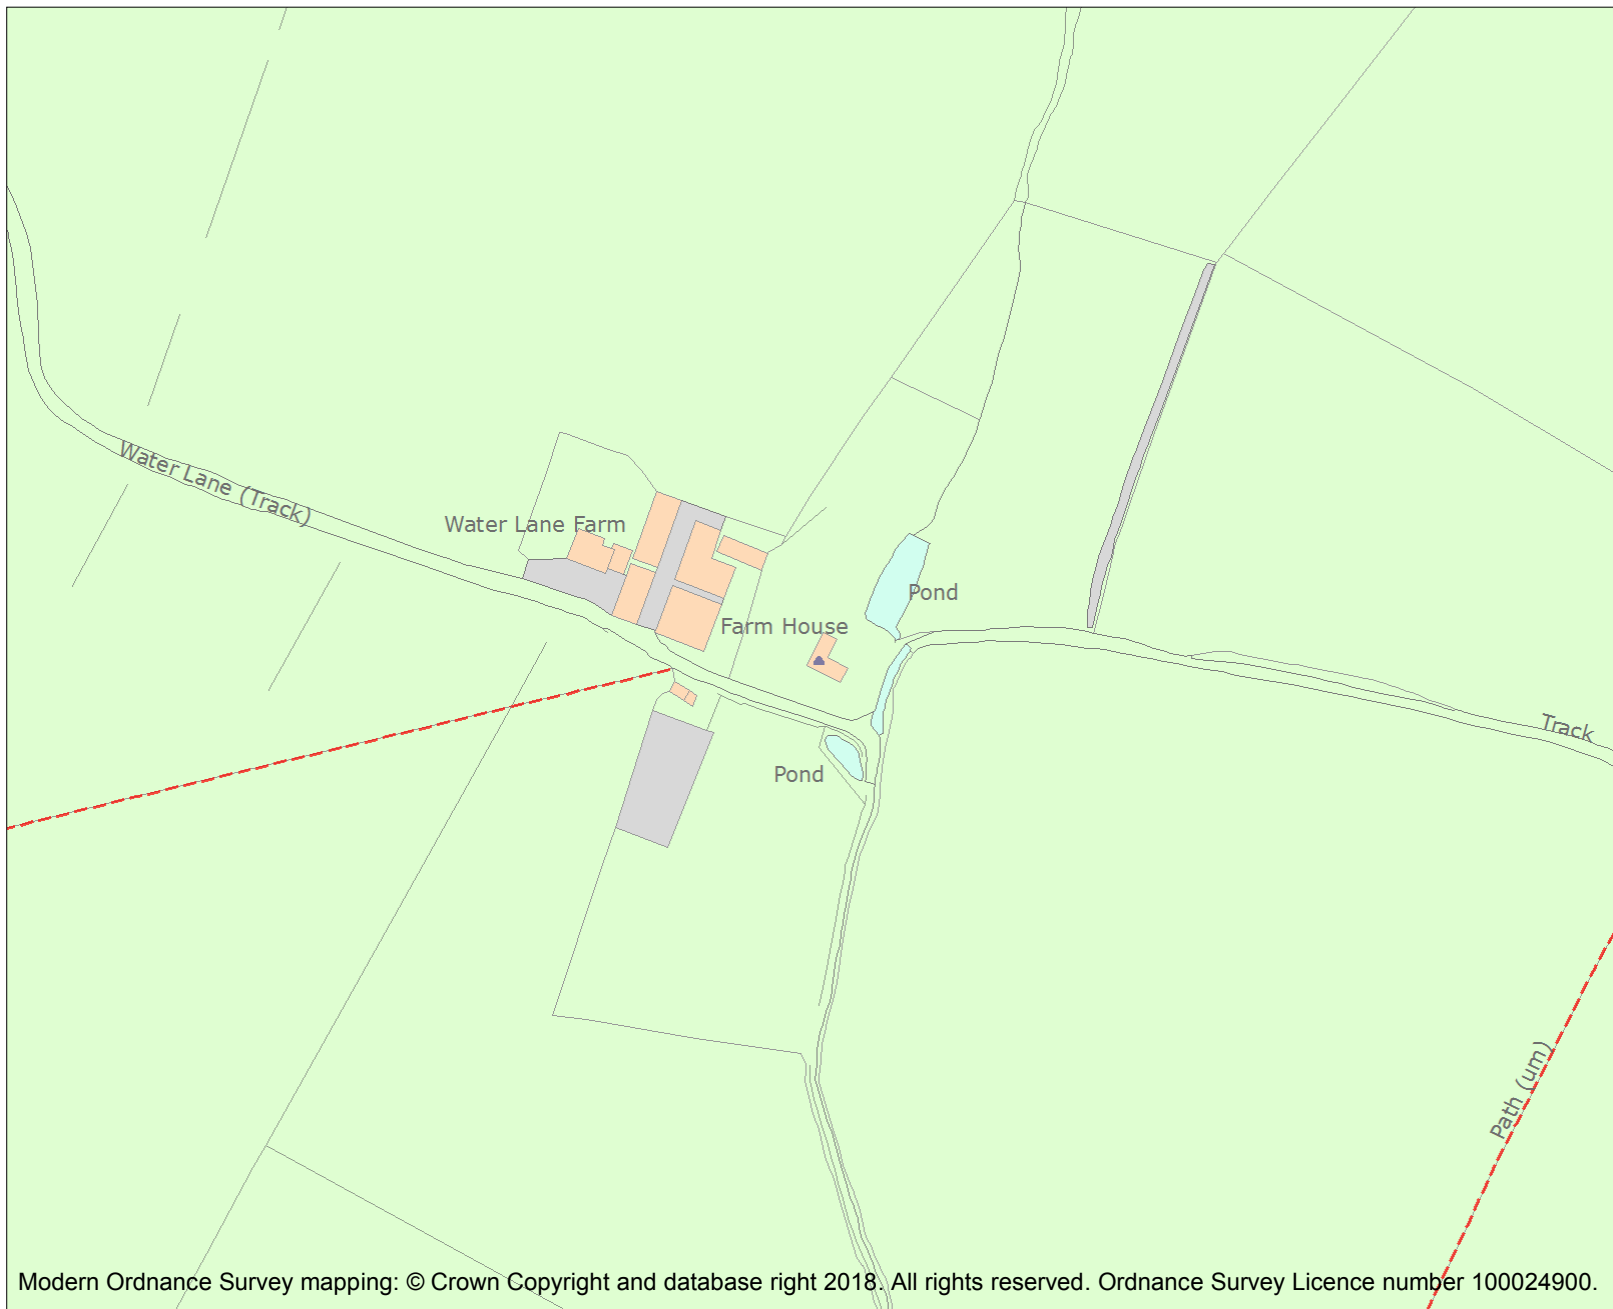 Water Lane (Track)
Water Lane Farm
Pond
Farm House
Track
Pond
Path (um)
Modern Ordnance Survey mapping: © Crown Copyright and database right 2018. All rights reserved. Ordnance Survey Licence number 100024900.